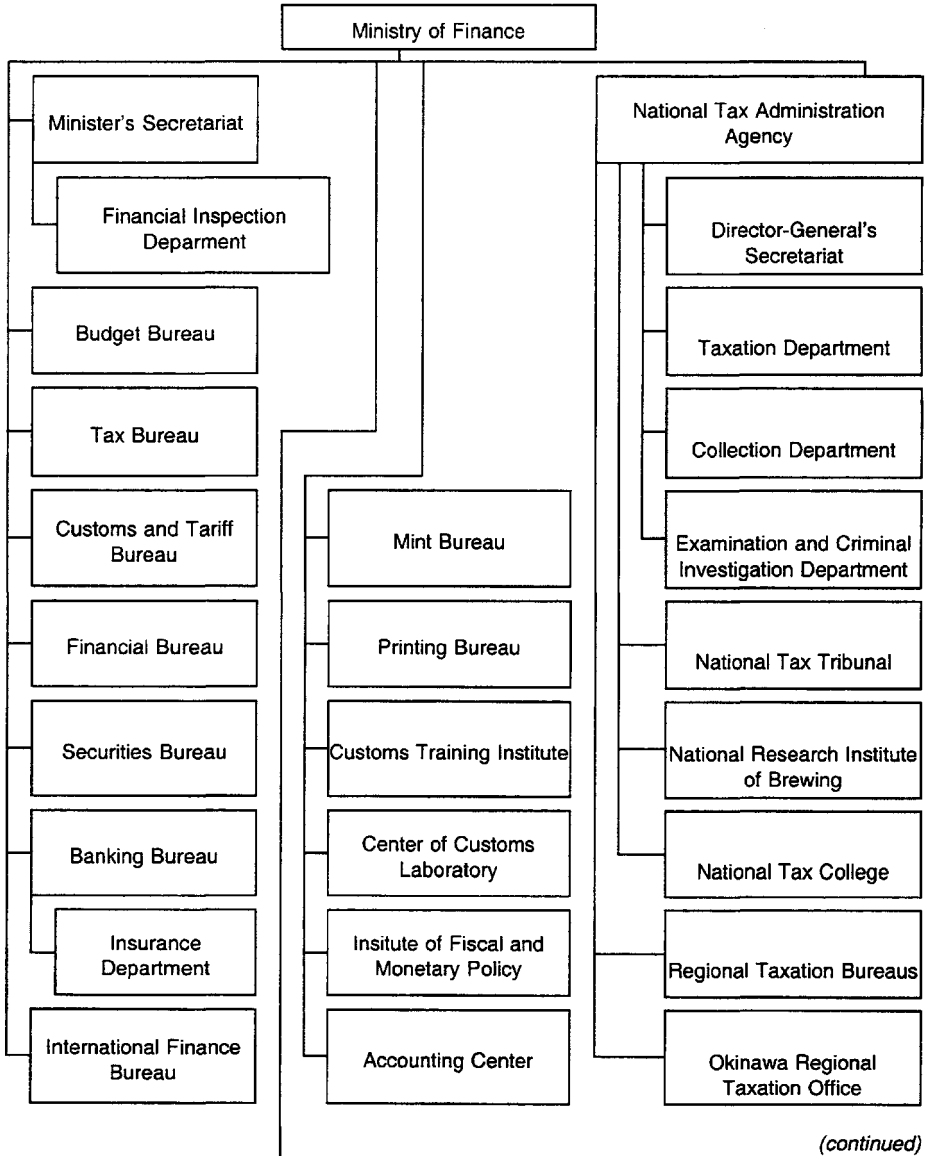 Ministry of Finance
Minister's Secretariat
Financial Inspection
Deparment
Budget Bureau
Tax Bureau
Customs and Tariff
Bureau
Financial Bureau
Securities Bureau
Banking Bureau
Insurance
Department
International Finance
Bureau
Mint Bureau
Printing Bureau
Customs Training Institute
Center of Customs
Laboratory
Insitute of Fiscal and
Monetary Policy
Accounting Center
National Tax Administration
Agency
Director-General's
Secretariat
Taxation Department
Collection Department
Examination and Criminal
Investigation Department
National Tax Tribunal
National Research Institute
of Brewing
National Tax College
Regional Taxation Bureaus
Okinawa Regional
Taxation Office
(continued)